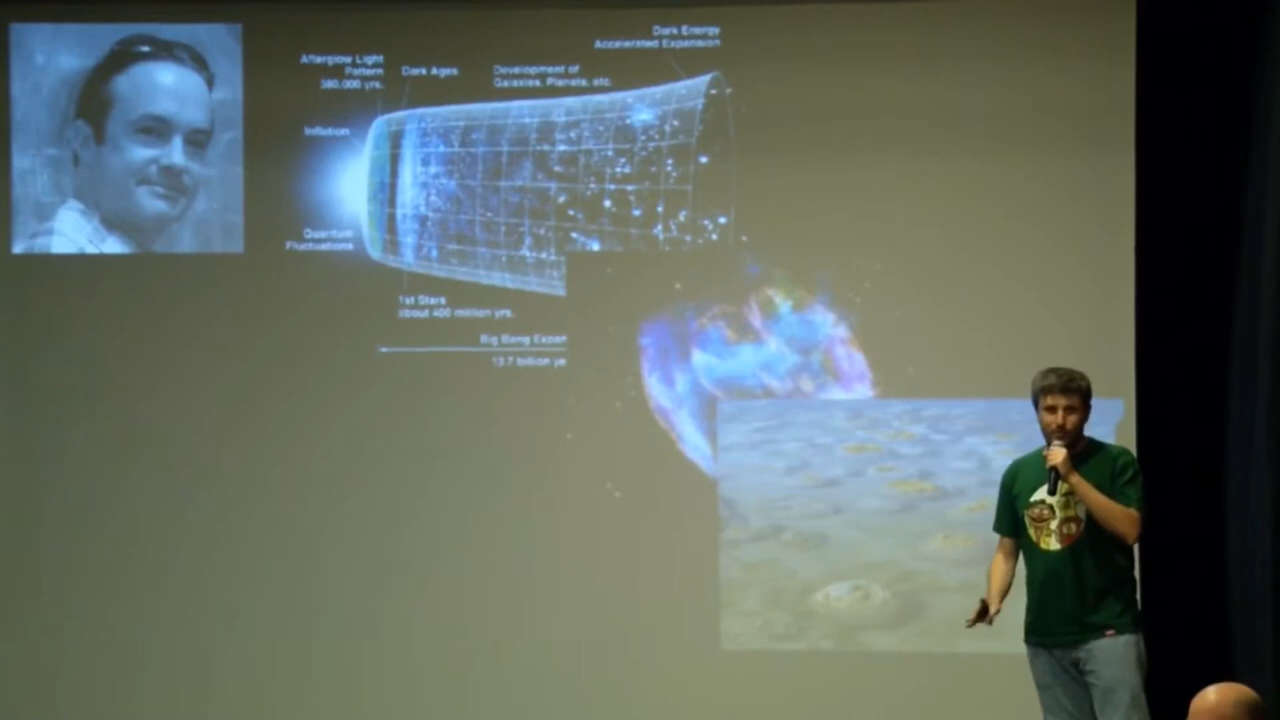 Dark Energy
Accelerated Expansion
Afterglow Light
Pattern
380,000 yrs.
Dark Ages
Development of
Galaxies, Planets, etc.
Inflation
Quantum
Fluctuations
1st Stars
about 400 million yrs.
Big Bang Expan
13.7 billion ye